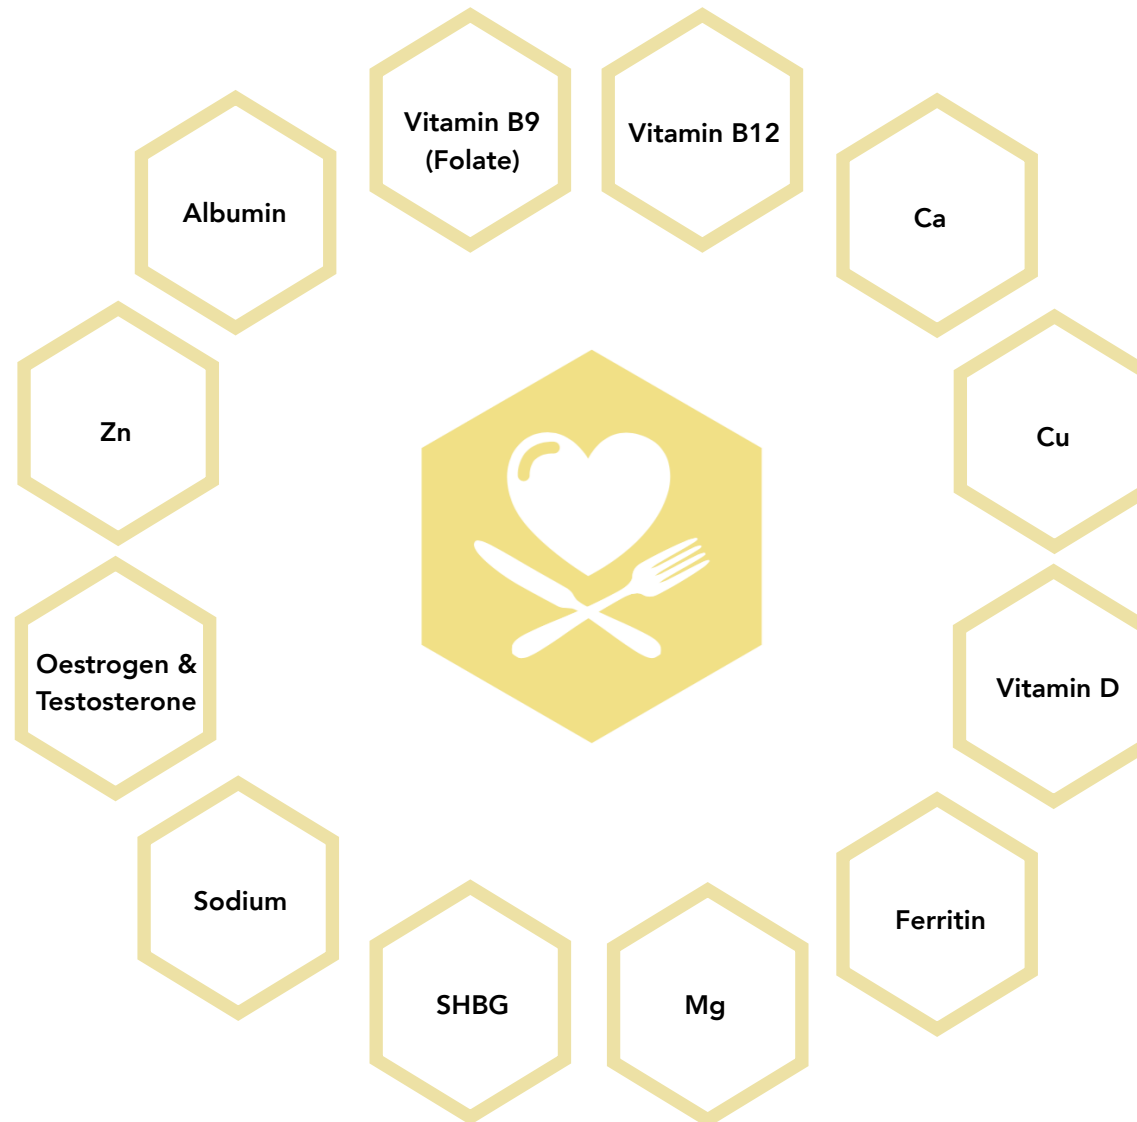 Vitamin B9
(Folate)
Vitamin B12
Albumin
Ca
Zn
Cu
Oestrogen &
Testosterone
Vitamin D
Sodium
Ferritin
SHBG
Mg